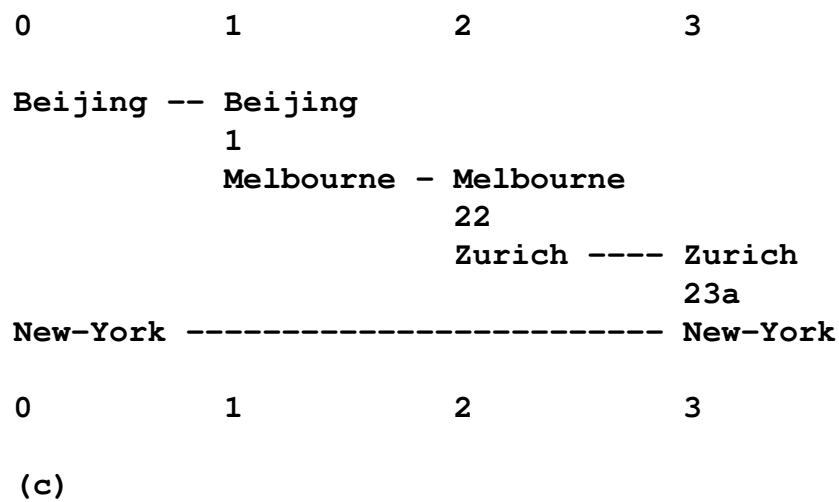 0 1 2 3
Beijing -- Beijing
1
Melbourne - Melbourne
22
Zurich ---- Zurich
23a
New-York ------------------------- New-York
0 1 2 3
(c)